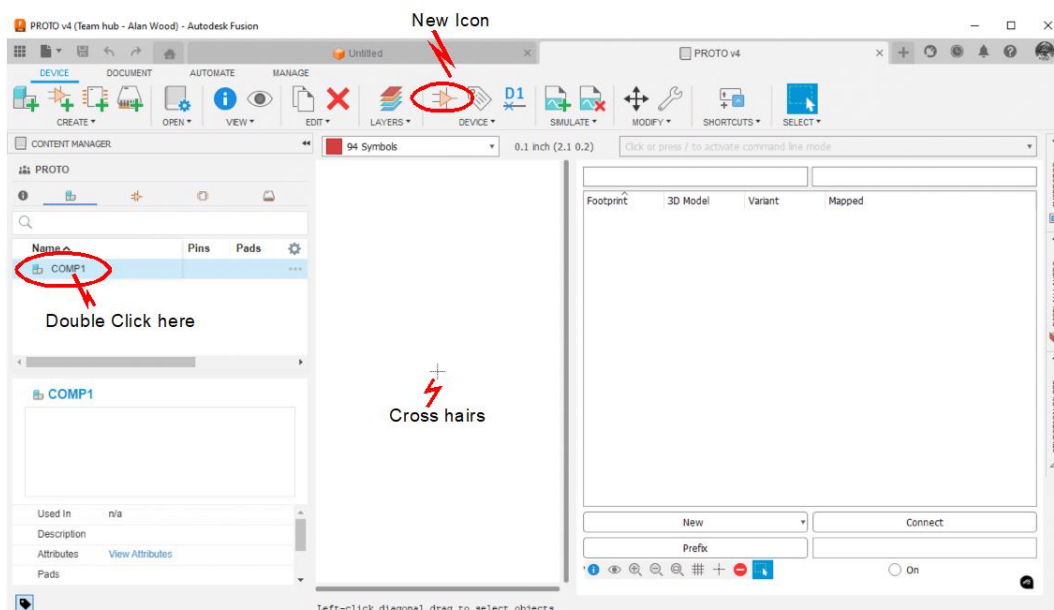 New Icon
PROTO v4 (Team hub - Alan Wood) - Autodesk Fusion
Untitled
PROTO v4
DEVICE DOCUMENT AUTOMATE MANAGE
D1
CREATE OPEN VIEW EDIT LAYERS DEVICE SIMULATE MODIFY SHORTCUTS SELECT
CONTENT MANAGER
94 Symbols
0.1 inch (2.1 0.2)
Click or press / to activate command line mode
PROTO
Footprint 3D Model Variant Mapped
Name Pins Pads
COMP1
Double Click here
COMP1
Cross hairs
Used In n/a
Description
Attributes View Attributes
Pads
New Connect
Prefix
On
Left-click diagonal drag to select objects